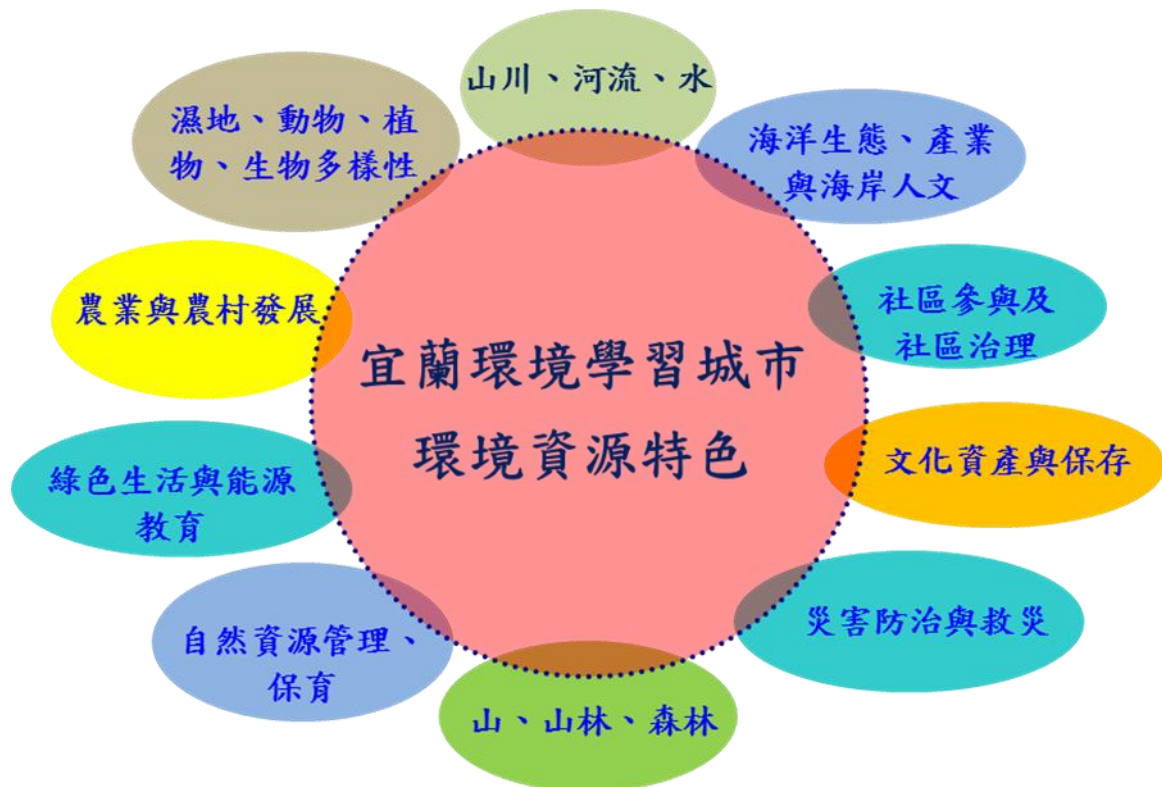 山川、河流、水
濕地、動物、植
物、生物多樣性
海洋生態、產業
與海岸人文
農業與農村發展
社區參與及
社區治理
宜蘭環境學習城市
環境資源特色
綠色生活與能源
教育
文化資產與保存
自然資源管理、
保育
災害防治與救災
山、山林、森林